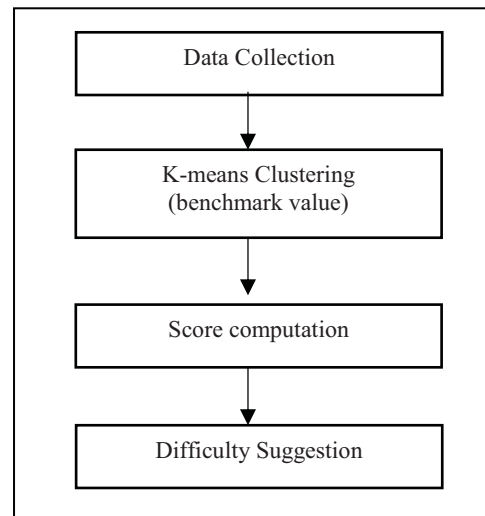 Data Collection
K-means Clustering
(benchmark value)
Score computation
Difficulty Suggestion